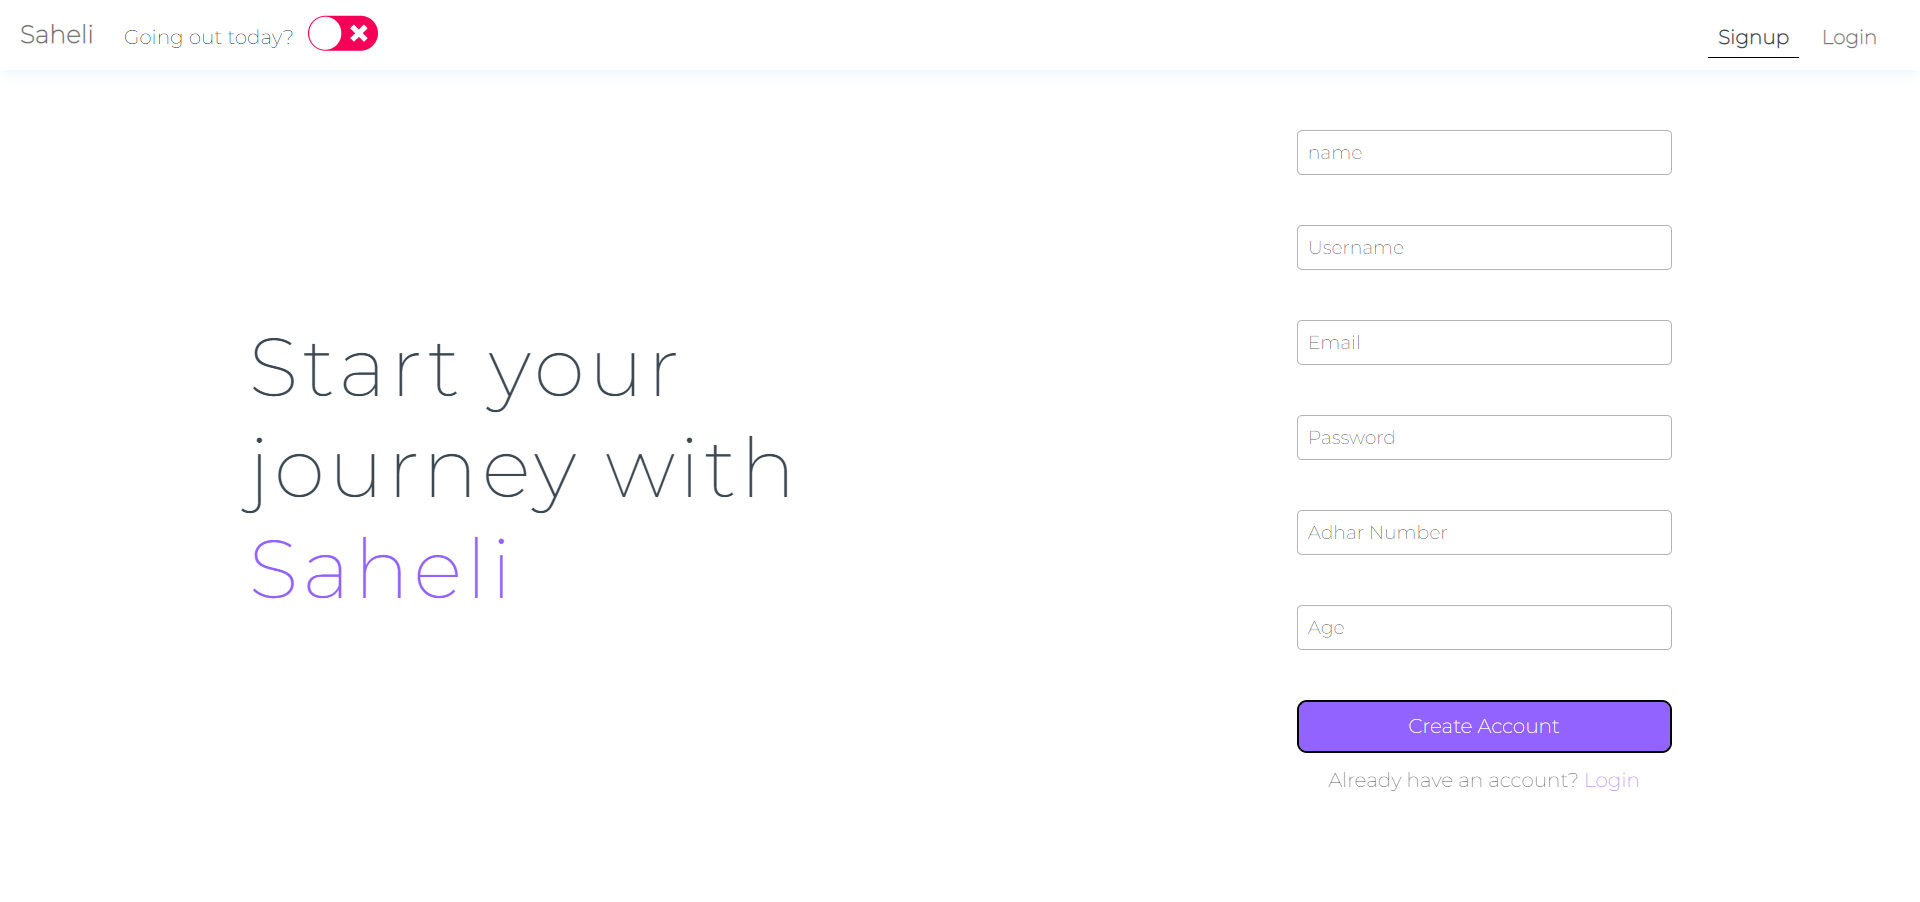 Saheli
Going out today?
Signup
Login
name
Username
Email
Password
Adhar Number
Age
Start your
journey with
Saheli
Create Account
Already have an account? Login